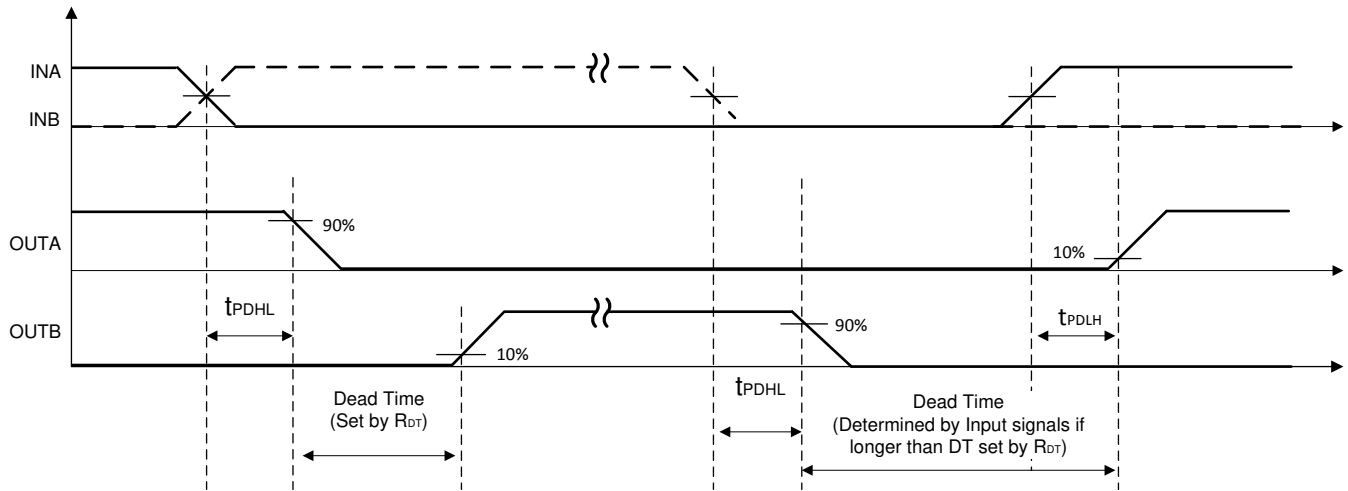 INA
INB
OUTA
90%
10%
tPDHL
tPDLH
OUTB
90%
10%
Dead Time
(Set by RDT)
tPDHL
Dead Time
(Determined by Input signals if
longer than DT set by RDT)